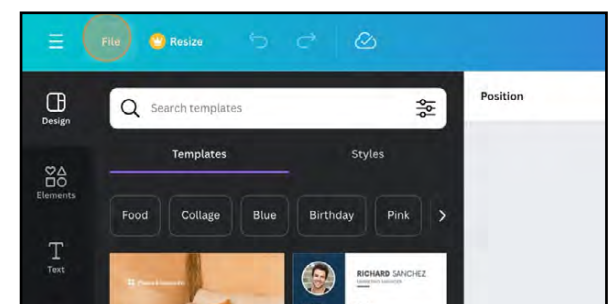 File Resize
Position
Design
Search templates
Templates Styles
Elements
Food Collage Blue Birthday Pink
Text
RICHARD SANCHEZ